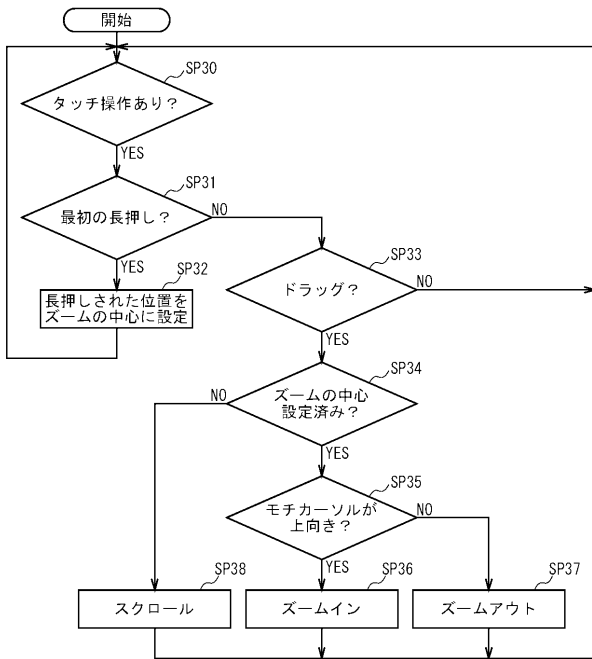 開始
SP30
タッチ操作あり？
YES
SP31
最初の長押し？
NO
YES
SP32
長押しされた位置を
ズームの中心に設定
SP33
ドラッグ？
NO
YES
SP34
ズームの中心
設定済み？
NO
YES
SP35
モチカーソルが
上向き？
NO
YES
SP38
スクロール
SP36
ズームイン
SP37
ズームアウト